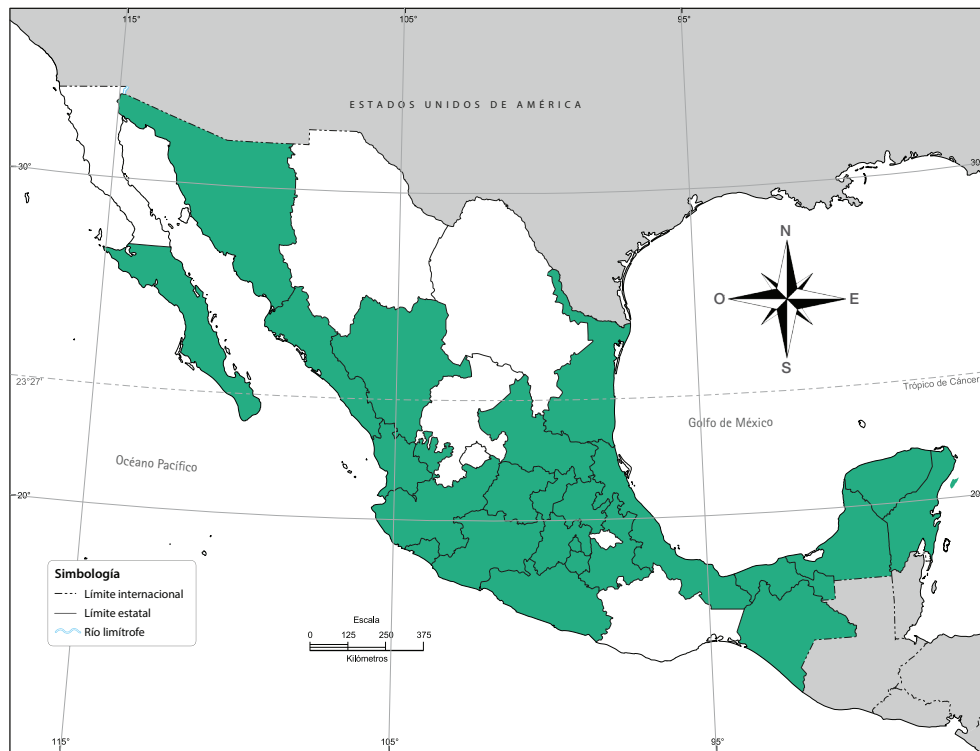 115°
105°
95°
ESTADOS UNIDOS DE AMÉRICA
30°
30
N
O
E
S
23°27'
Trópico de Cáncer
Golfo de México
Océano Pacífico
20°
20
Simbología
Límite internacional
Límite estatal
Río limítrofe
Escala
0 125 250 375
Kilómetros
115°
105°
95°